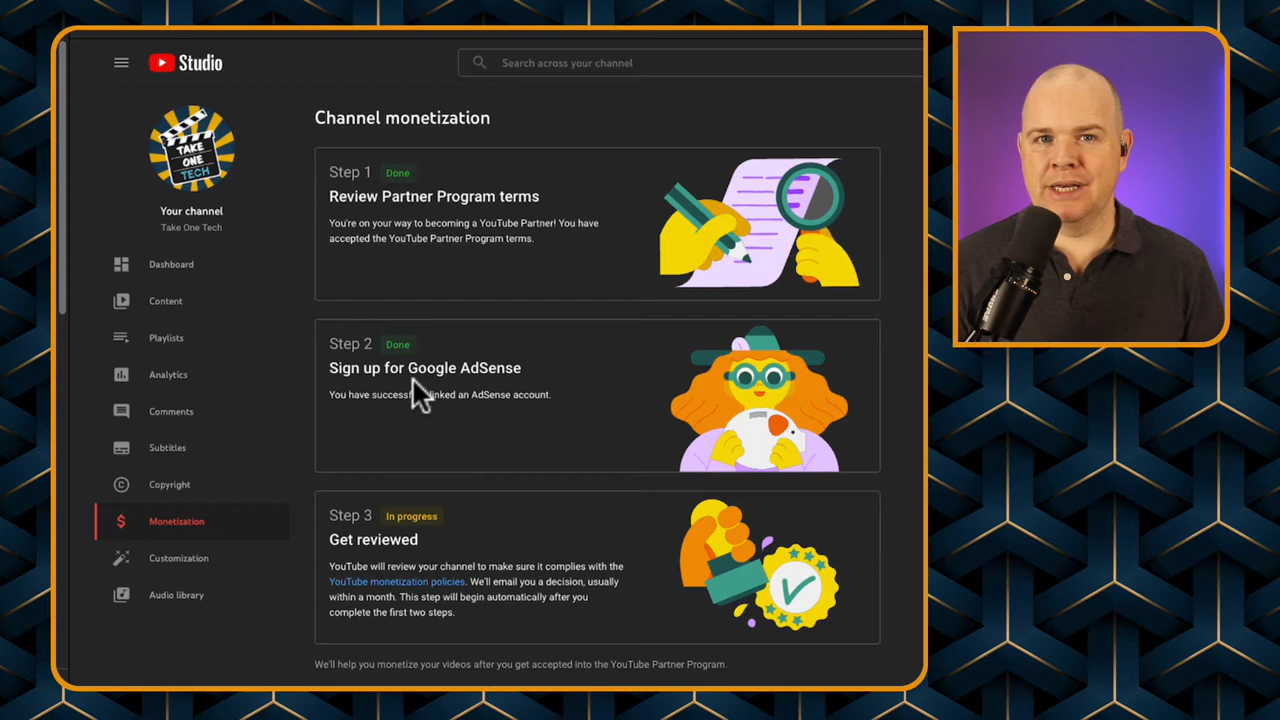 Studio
Search across your channel
TAKE
ONE
TECH
Your channel
Take One Tech
Dashboard
Content
Playlists
Analytics
Comments
Subtitles
Copyright
Monetization
Customization
Audio library
Channel monetization
Step 1 Done
Review Partner Program terms
You're on your way to becoming a YouTube Partner! You have
accepted the YouTube Partner Program terms.
Step 2 Done
Sign up for Google AdSense
You have linked an AdSense account.
Step 3 In progress
Get reviewed
YouTube will review your channel to make sure it complies with the
YouTube monetization policies. We'll email you a decision, usually
within a month. This step will begin automatically after you
complete the first two steps.
We'll help you monetize your videos after you get accepted into the YouTube Partner Program.